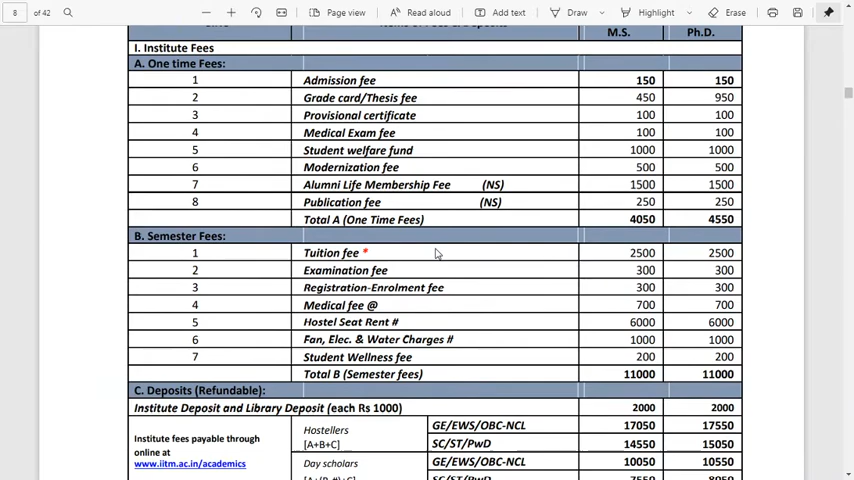 8 of 42 Page view Read aloud Add text Draw Highlight Erase
M.S. Ph.D.
I. Institute Fees
A. One time Fees:
1 Admission fee 150 150
2 Grade card/Thesis fee 450 950
3 Provisional certificate 100 100
4 Medical Exam fee 100 100
5 Student welfare fund 1000 1000
6 Modernization fee 500 500
7 Alumni Life Membership Fee (NS) 1500 1500
8 Publication fee (NS) 250 250
Total A (One Time Fees) 4050 4550
B. Semester Fees:
1 Tuition fee * 2500 2500
2 Examination fee 300 300
3 Registration-Enrolment fee 300 300
4 Medical fee @ 700 700
5 Hostel Seat Rent # 6000 6000
6 Fan, Elec. & Water Charges # 1000 1000
7 Student Wellness fee 200 200
Total B (Semester fees) 11000 11000
C. Deposits (Refundable):
Institute Deposit and Library Deposit (each Rs 1000) 2000 2000
Institute fees payable through
online at
www.iitm.ac.in/academics
Hostellers
[A+B+C]
GE/EWS/OBC-NCL 17050 17550
SC/ST/PwD 14550 15050
Day scholars
GE/EWS/OBC-NCL 10050 10550